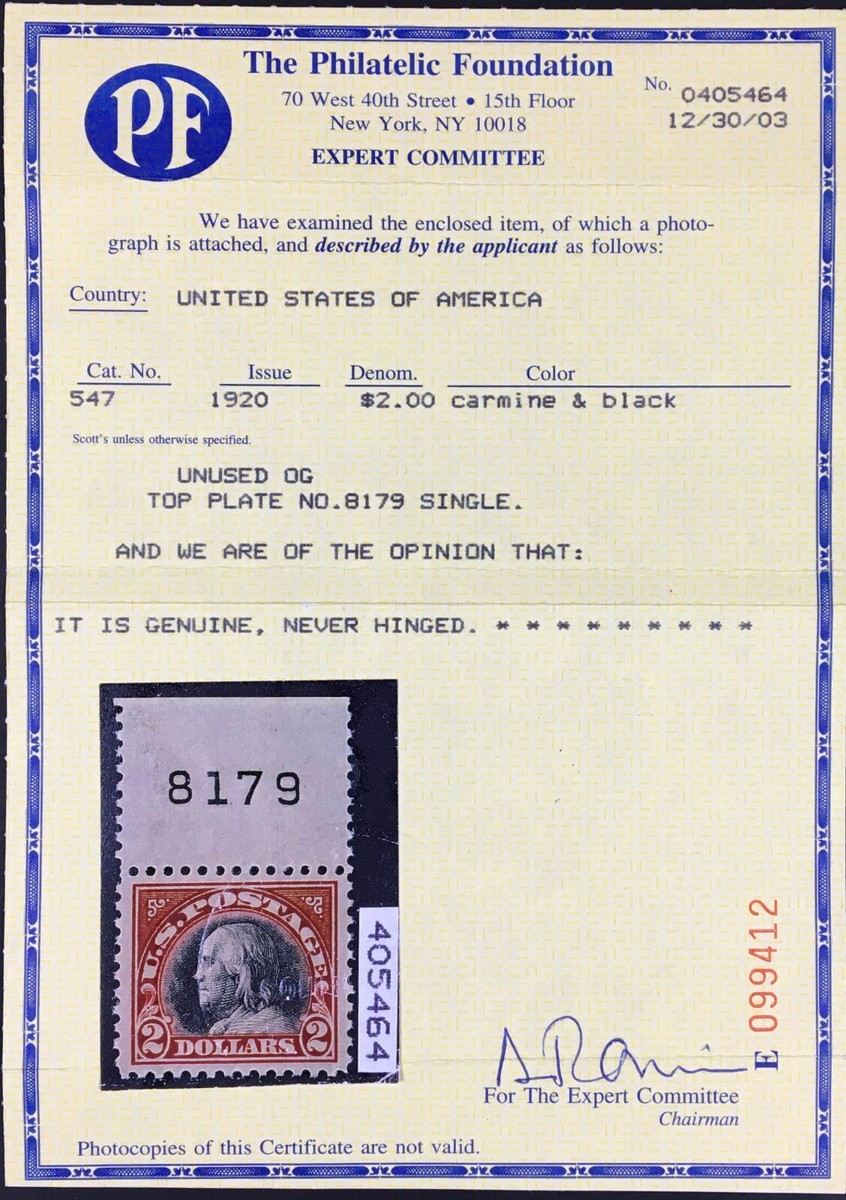 PF
The Philatelic Foundation
70 West 40th Street • 15th Floor
New York, NY 10018
EXPERT COMMITTEE
No. 0405464
12/30/03
We have examined the enclosed item, of which a photo-
graph is attached, and described by the applicant as follows:
Country: UNITED STATES OF AMERICA
Cat. No. Issue Denom. Color
547 1920 $2.00 carmine & black
Scott's unless otherwise specified.
UNUSED OG
TOP PLATE NO.8179 SINGLE.
AND WE ARE OF THE OPINION THAT:
IT IS GENUINE, NEVER HINGED. * * * * * * * * *
8179
U.S. POSTAGE
2 DOLLARS 2
405464
E 099412
For The Expert Committee
Chairman
Photocopies of this Certificate are not valid.